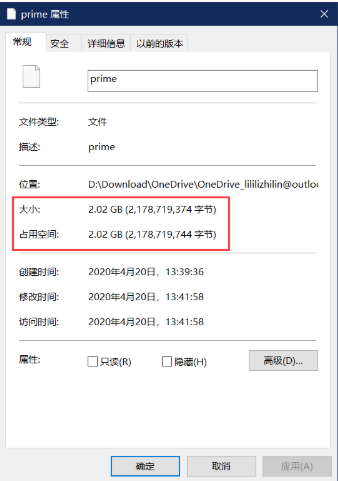 prime 属性
常规 安全 详细信息 以前的版本
prime
文件类型: 文件
描述: prime
位置: D:\Download\OneDrive\OneDrive_lililizhilin@outloo
大小: 2.02 GB (2,178,719,374 字节)
占用空间: 2.02 GB (2,178,719,744 字节)
创建时间: 2020年4月20日，13:39:36
修改时间: 2020年4月20日，13:41:58
访问时间: 2020年4月20日，13:41:58
属性: 只读(R) 隐藏(H) 高级(D)...
确定 取消 应用(A)